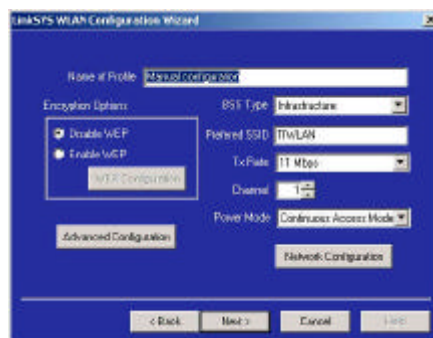 LinkSYS WLAN Configuration Wizard
Name of Profile Manual configuration
Encryption Options
Disable WEP
Enable WEP
WEP Configuration
Advanced Configuration
BSS Type Infrastructure
Preferred SSID TTWLAN
Tx Rate 11 Mbps
Channel 1
Power Mode Continuous Access Mode
Network Configuration
< Back Next > Cancel Help